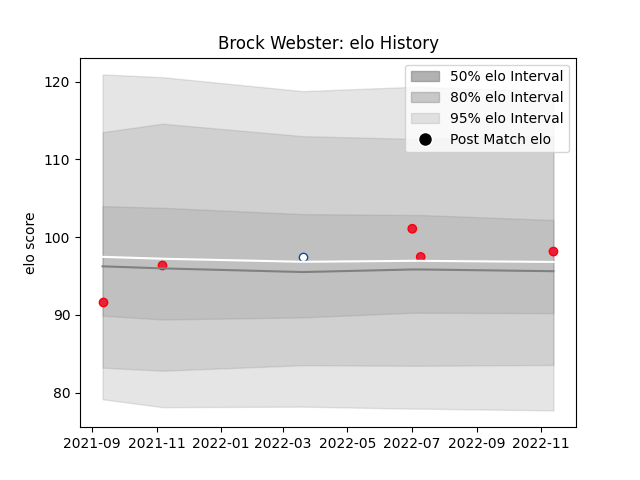 Brock Webster: elo History
50% elo Interval
80% elo Interval
95% elo Interval
Post Match elo
elo score
120
110
100
90
80
2021-09 2021-11 2022-01 2022-03 2022-05 2022-07 2022-09 2022-11